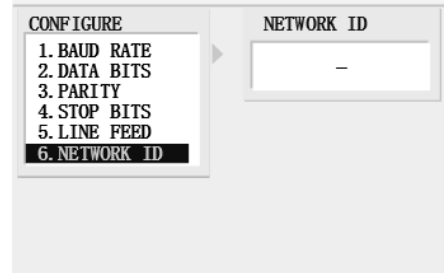 CONFIGURE
1. BAUD RATE
2. DATA BITS
3. PARITY
4. STOP BITS
5. LINE FEED
6. NETWORK ID
NETWORK ID
–